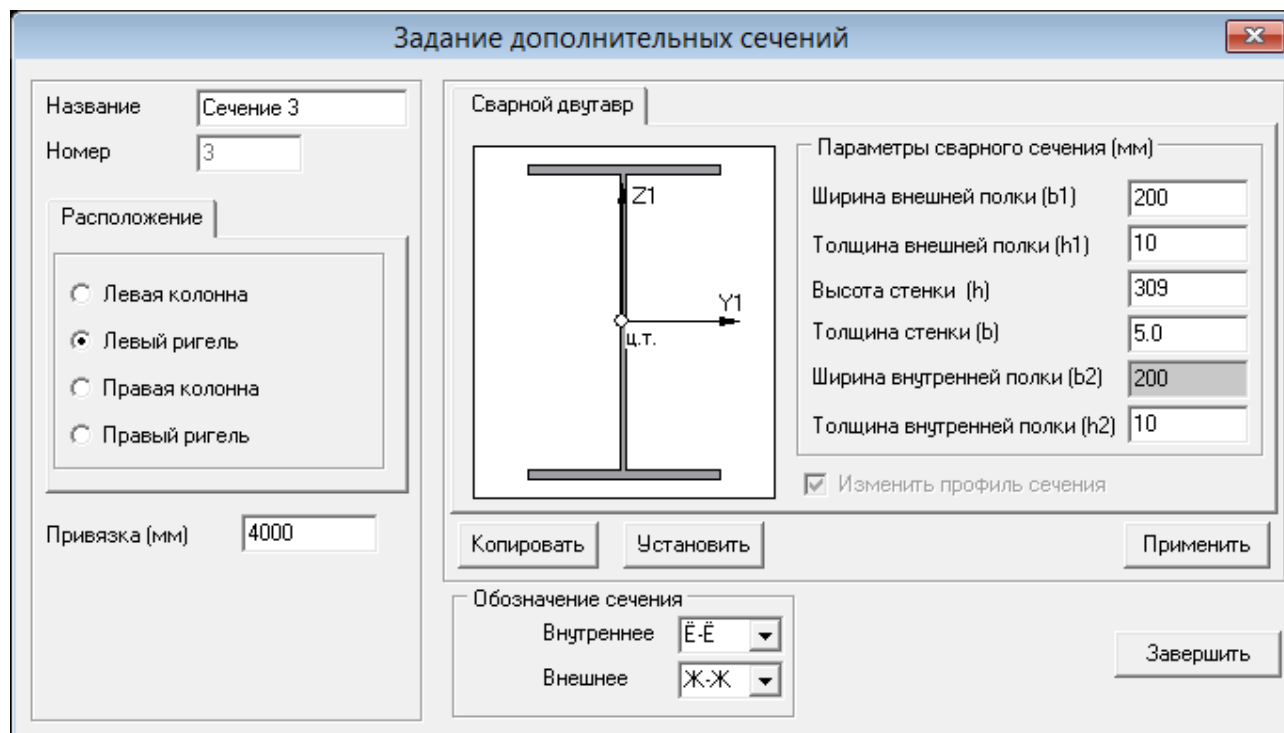 Задание дополнительных сечений
Название Сечение 3
Номер 3
Расположение
Левая колонна
Левый ригель
Правая колонна
Правый ригель
Привязка (мм) 4000
Сварной двутавр
Z1
Y1
ц.т.
Параметры сварного сечения (мм)
Ширина внешней полки (b1) 200
Толщина внешней полки (h1) 10
Высота стенки (h) 309
Толщина стенки (b) 5.0
Ширина внутренней полки (b2) 200
Толщина внутренней полки (h2) 10
Изменить профиль сечения
Копировать Установить Применить
Обозначение сечения
Внутреннее Ё-Ё
Внешнее Ж-Ж
Завершить